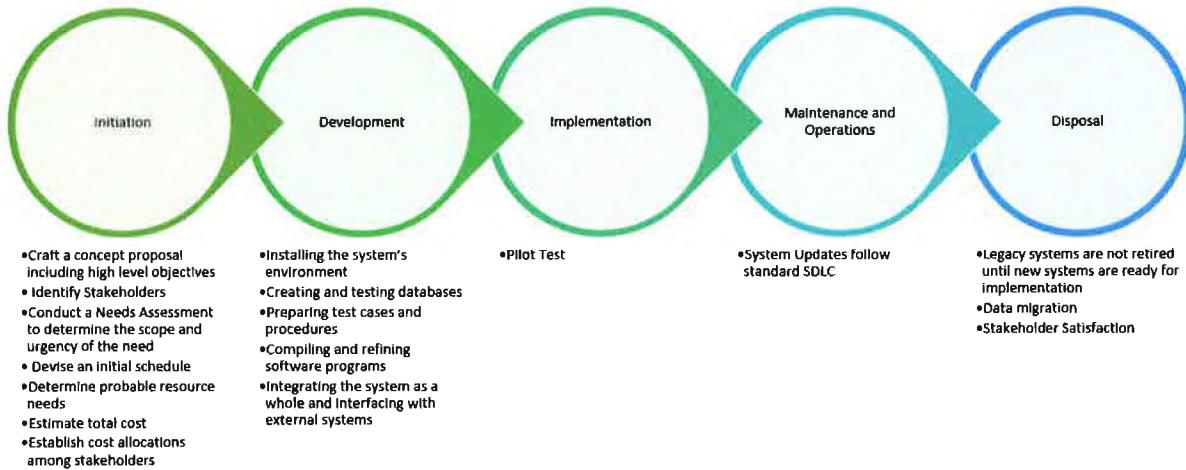 Initiation
Development
Implementation
Maintenance and
Operations
Disposal
•Craft a concept proposal
including high level objectives
• Identify Stakeholders
•Conduct a Needs Assessment
to determine the scope and
urgency of the need
• Devise an initial schedule
•Determine probable resource
needs
•Estimate total cost
•Establish cost allocations
among stakeholders
•Installing the system's
environment
•Creating and testing databases
•Preparing test cases and
procedures
•Compiling and refining
software programs
•Integrating the system as a
whole and interfacing with
external systems
•Pilot Test
•System Updates follow
standard SDLC
•Legacy systems are not retired
until new systems are ready for
implementation
•Data migration
•Stakeholder Satisfaction